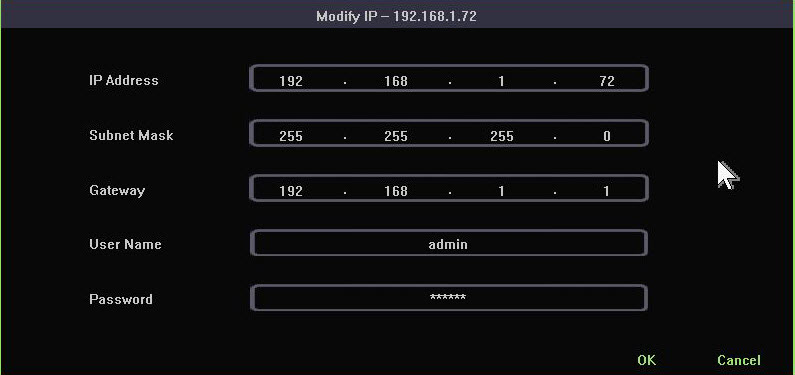 Modify IP – 192.168.1.72
IP Address 192 . 168 . 1 . 72
Subnet Mask 255 . 255 . 255 . 0
Gateway 192 . 168 . 1 . 1
User Name admin
Password ******
OK Cancel